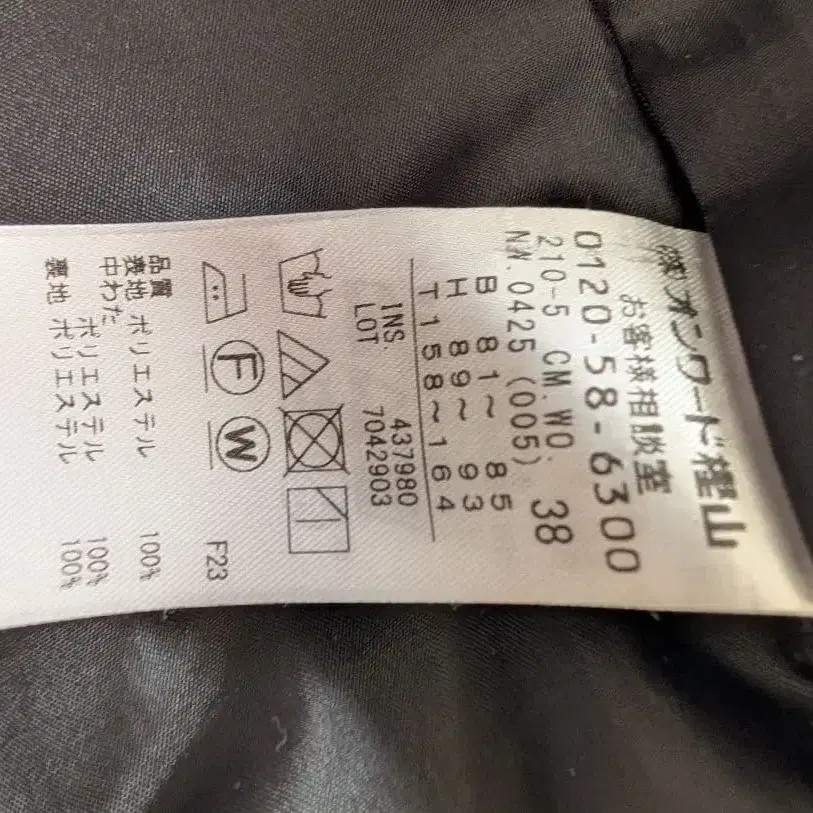 ㈱オンワード樫山
お客様相談室
0120-58-6300
210-5 CM.WO. 38
NN.0425(005)
B 81～ 85
H 89～ 93
T158～164
INS. 437980
LOT 7042903
F W F23
品質
表地 ポリエステル 100%
中わた ポリエステル 100%
裏地 ポリエステル 100%